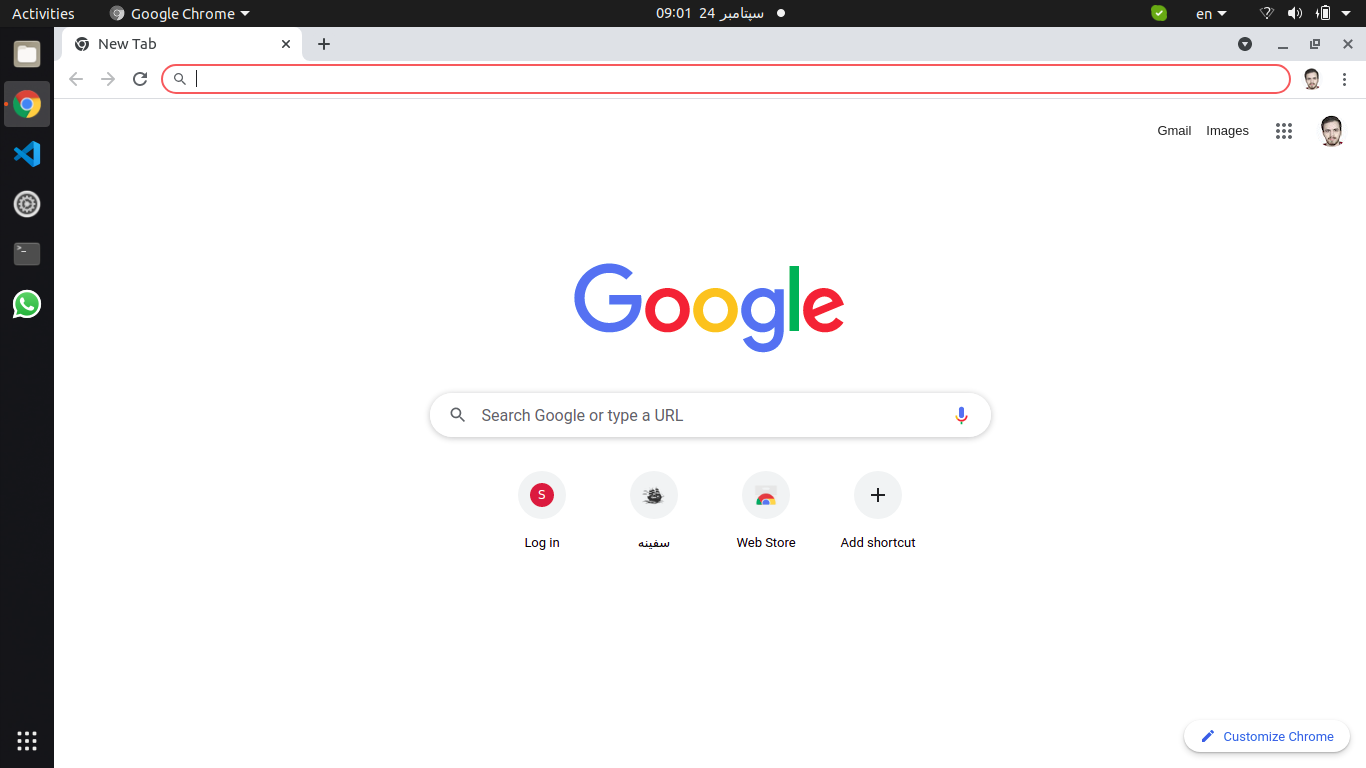 Activities
Google Chrome
09:01 24 سپتامبر
en
New Tab
Gmail
Images
Google
Search Google or type a URL
S
Log in
سفینه
Web Store
Add shortcut
Customize Chrome